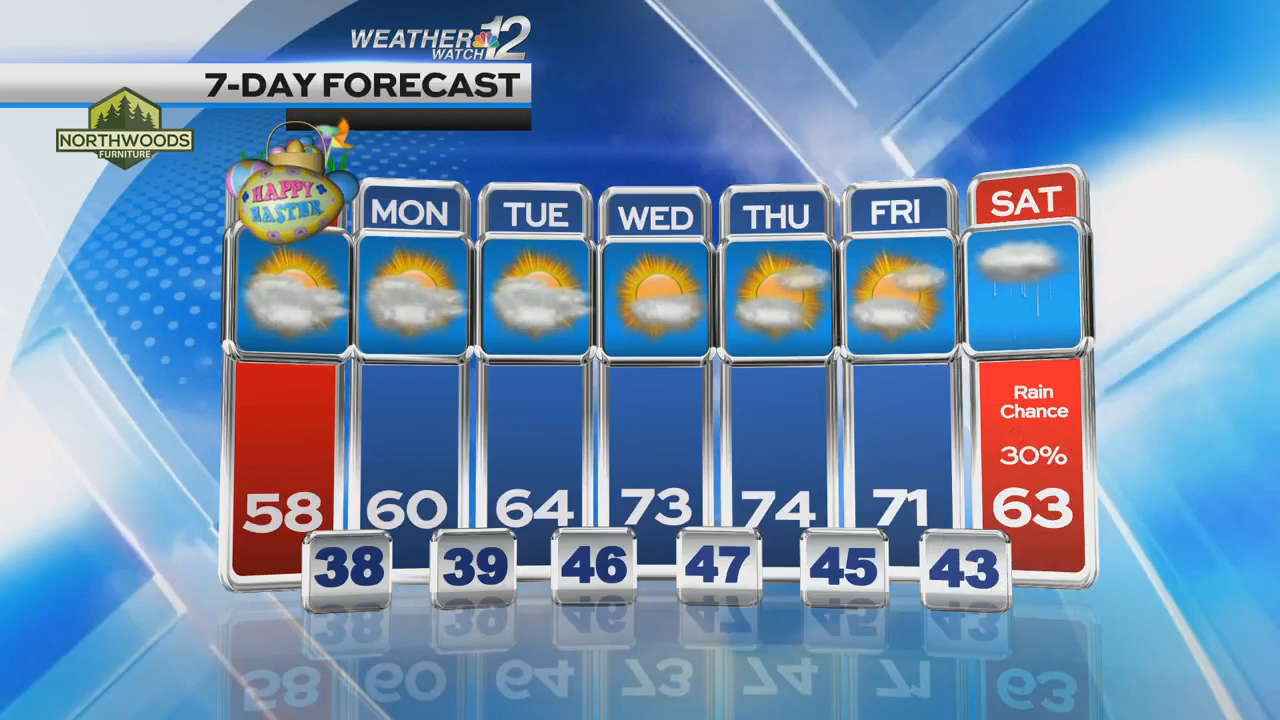 WEATHER 12
WATCH
7-DAY FORECAST
NORTHWOODS
FURNITURE
HAPPY
EASTER
MON TUE WED THU FRI SAT
Rain
Chance
30%
58 60 64 73 74 71 63
38 39 46 47 45 43